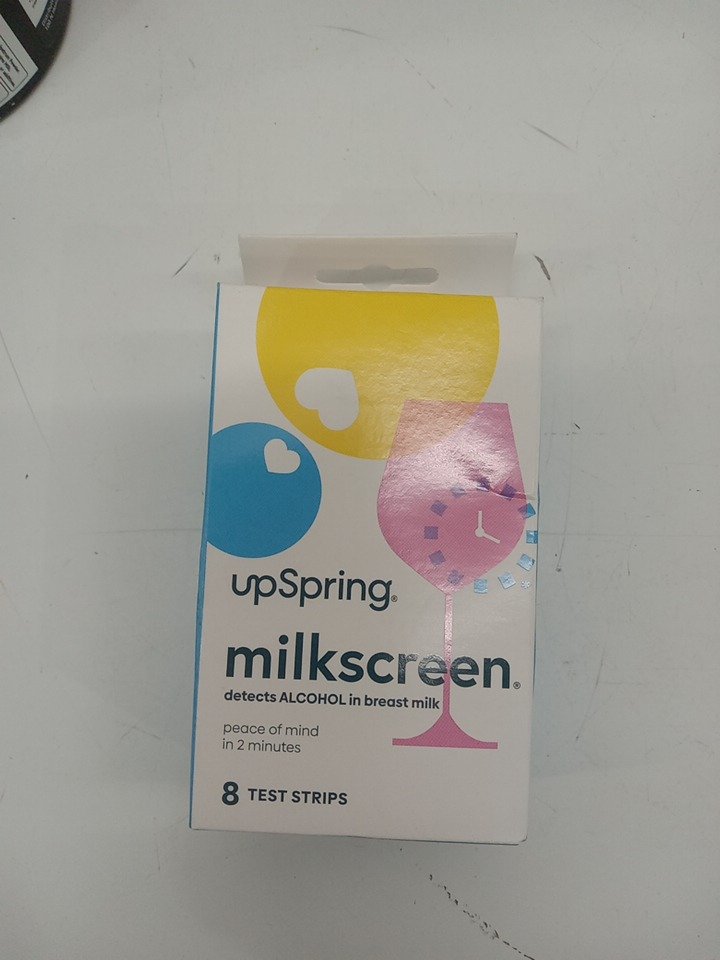 upSpring®
milkscreen®
detects ALCOHOL in breast milk
peace of mind
in 2 minutes
8 TEST STRIPS